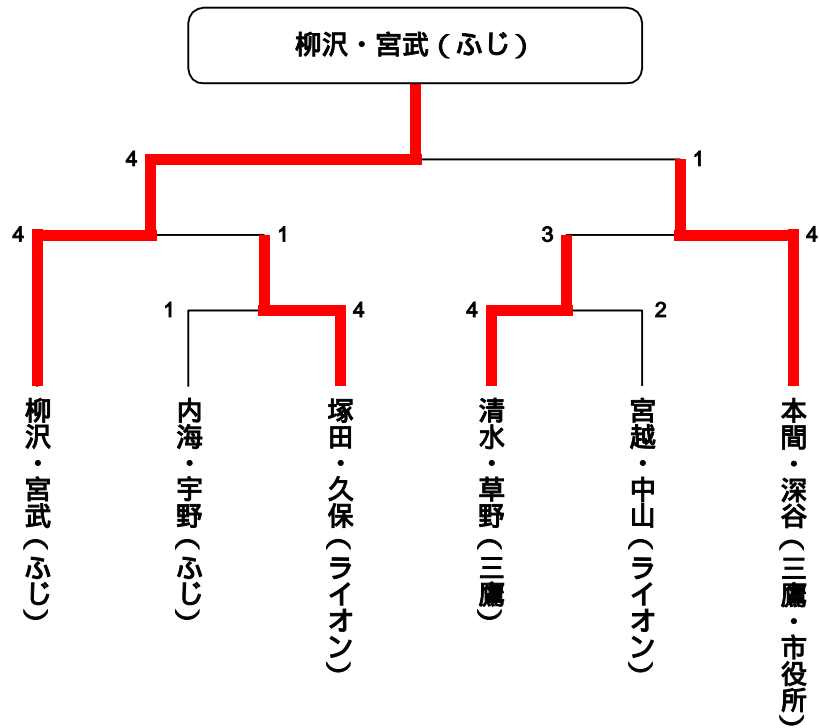 柳沢・宮武(ふじ)
4
1
4
1
3
4
1
4
4
2
柳沢・宮武(ふじ)
内海・宇野(ふじ)
塚田・久保(ライオン)
清水・草野(三鷹)
宮越・中山(ライオン)
本間・深谷(三鷹・市役所)